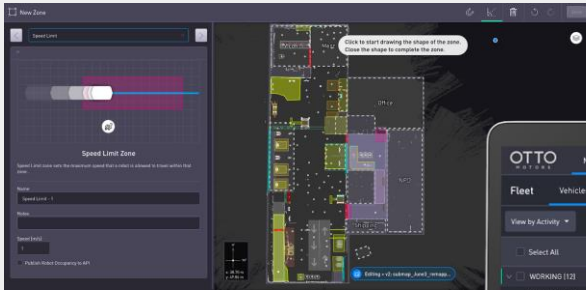 New Zone
Speed Limit
Click to start drawing the shape of the zone.
Close the shape to complete the zone.
Speed Limit Zone
Speed Limit zone sets the maximum speed that a robot is allowed to travel within that
zone.
Name
Speed Limit - 1
Notes
Speed (m/s)
1
Publish Robot Occupancy to API
Editing •
OTTO
MOTORS
Fleet
Vehicles
View by Activity
Select All
WORKING (12)